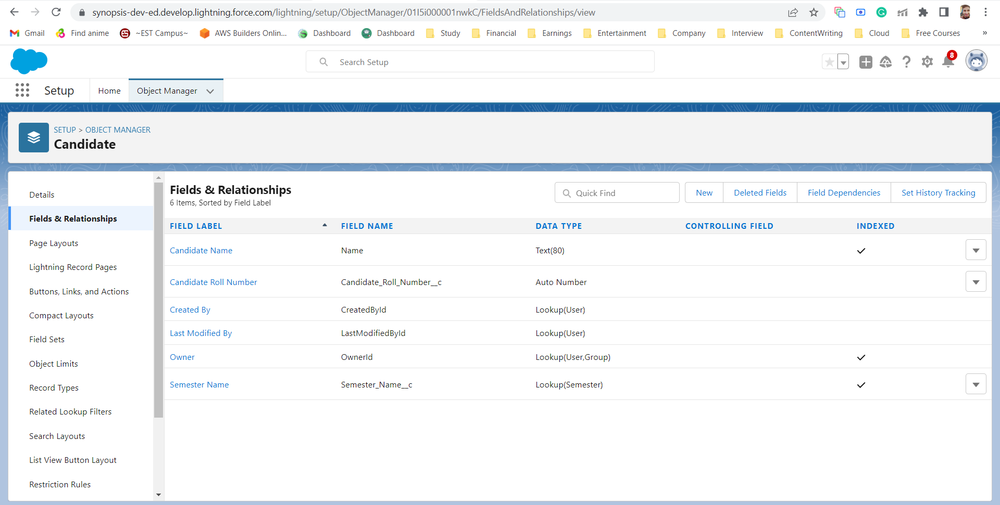 synopsis-dev-ed.develop.lightning.force.com/lightning/setup/ObjectManager/01I5i000001nwkC/FieldsAndRelationships/view
Gmail Find anime ~EST Campus~ AWS Builders Onlin... Dashboard Dashboard Study Financial Earnings Entertainment Company Interview ContentWriting Cloud Free Courses »
Search Setup
8
Setup Home Object Manager
SETUP > OBJECT MANAGER
Candidate
Details
Fields & Relationships
Page Layouts
Lightning Record Pages
Buttons, Links, and Actions
Compact Layouts
Field Sets
Object Limits
Record Types
Related Lookup Filters
Search Layouts
List View Button Layout
Restriction Rules
Fields & Relationships
6 Items, Sorted by Field Label
Quick Find New Deleted Fields Field Dependencies Set History Tracking
FIELD LABEL FIELD NAME DATA TYPE CONTROLLING FIELD INDEXED
Candidate Name Name Text(80)
Candidate Roll Number Candidate_Roll_Number__c Auto Number
Created By CreatedById Lookup(User)
Last Modified By LastModifiedById Lookup(User)
Owner OwnerId Lookup(User,Group)
Semester Name Semester_Name__c Lookup(Semester)